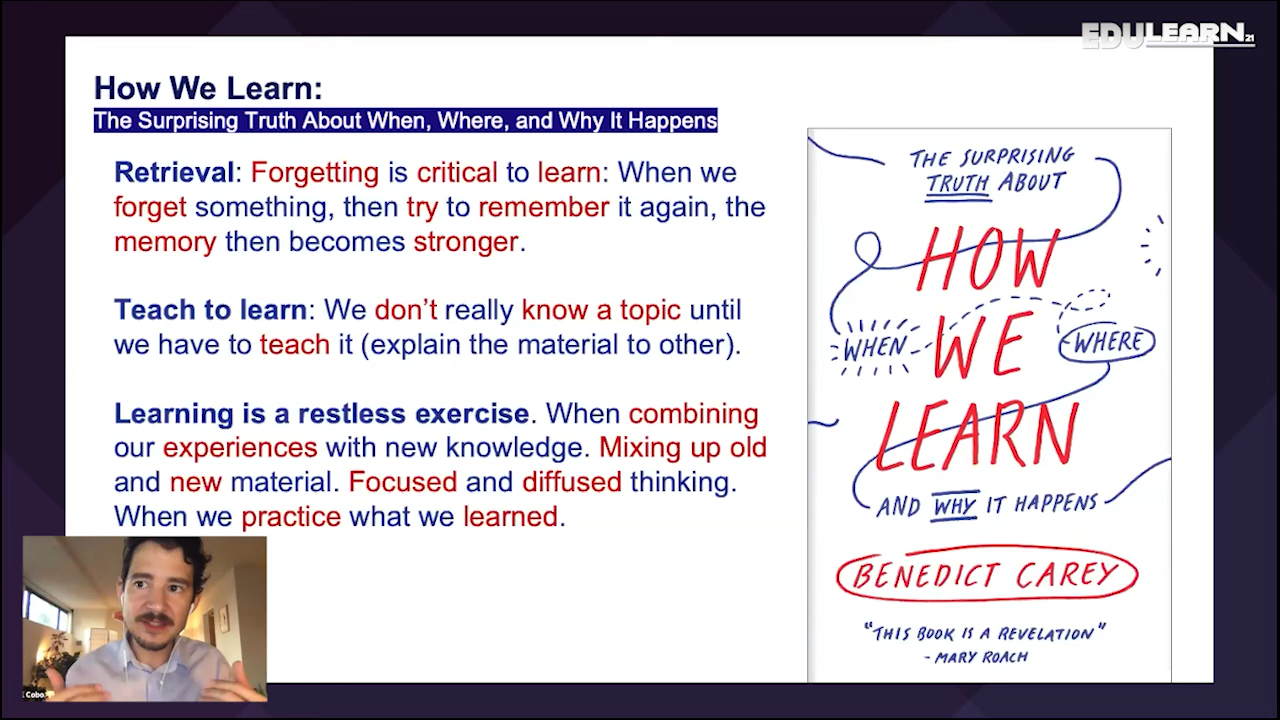 EDULEARN21
How We Learn:
The Surprising Truth About When, Where, and Why It Happens
Retrieval: Forgetting is critical to learn: When we
forget something, then try to remember it again, the
memory then becomes stronger.
Teach to learn: We don't really know a topic until
we have to teach it (explain the material to other).
Learning is a restless exercise. When combining
our experiences with new knowledge. Mixing up old
and new material. Focused and diffused thinking.
When we practice what we learned.
THE SURPRISING
TRUTH ABOUT
HOW
WHEN WE WHERE
LEARN
AND WHY IT HAPPENS
BENEDICT CAREY
"THIS BOOK IS A REVELATION"
- MARY ROACH
Cobo